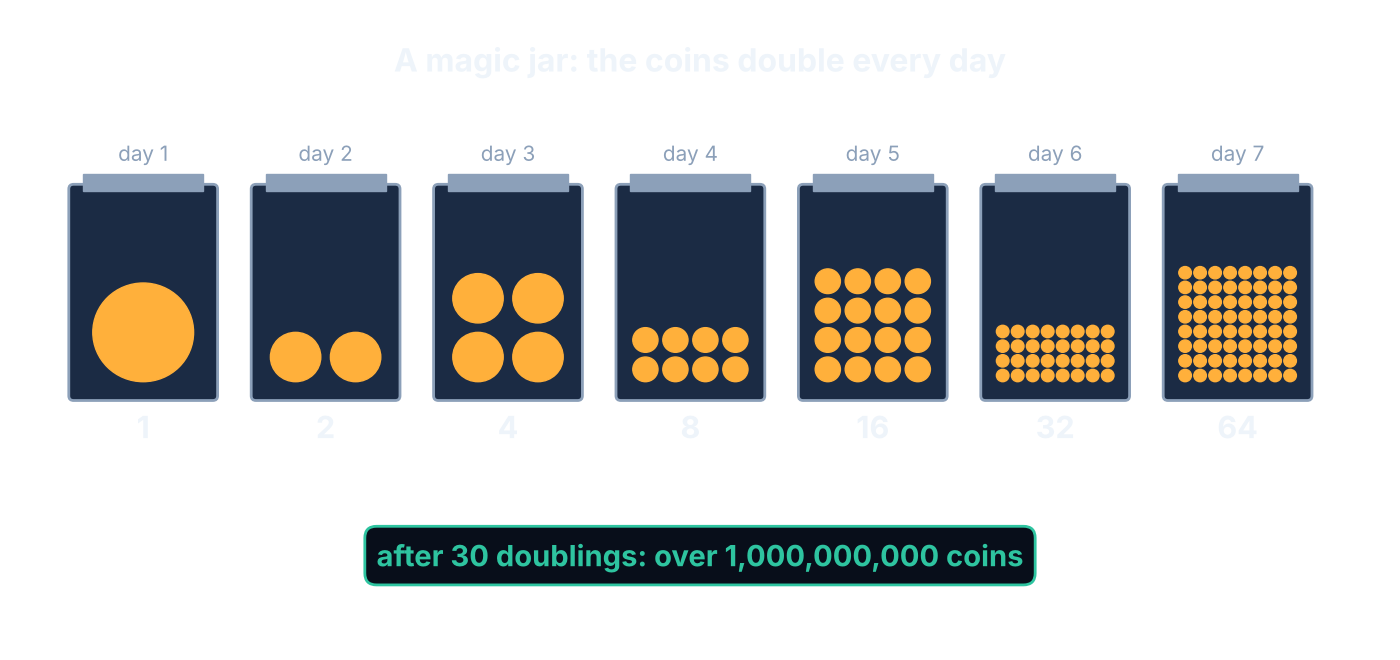 A magic jar: the coins double every day
day 1
day 2
day 3
day 4
day 5
day 6
day 7
1
2
4
8
16
32
64
after 30 doublings: over 1,000,000,000 coins